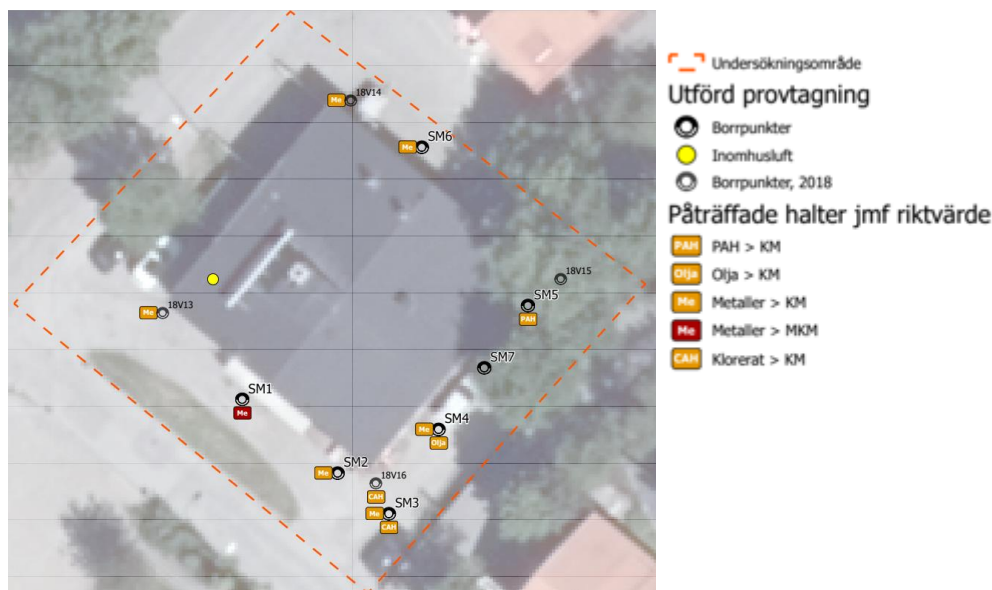 Me 18V14
Me SM6
18V15
SM5
PAH
Me 18V13
SM7
SM1
Me
SM4
Me
Olja
SM2
Me
18V16
CAH
SM3
Me
CAH
Undersökningsområde
Utförd provtagning
Borrpunkter
Inomhusluft
Borrpunkter, 2018
Påträffade halter jmf riktvärde
PAH PAH > KM
Olja Olja > KM
Me Metaller > KM
Me Metaller > MKM
CAH Klorerat > KM